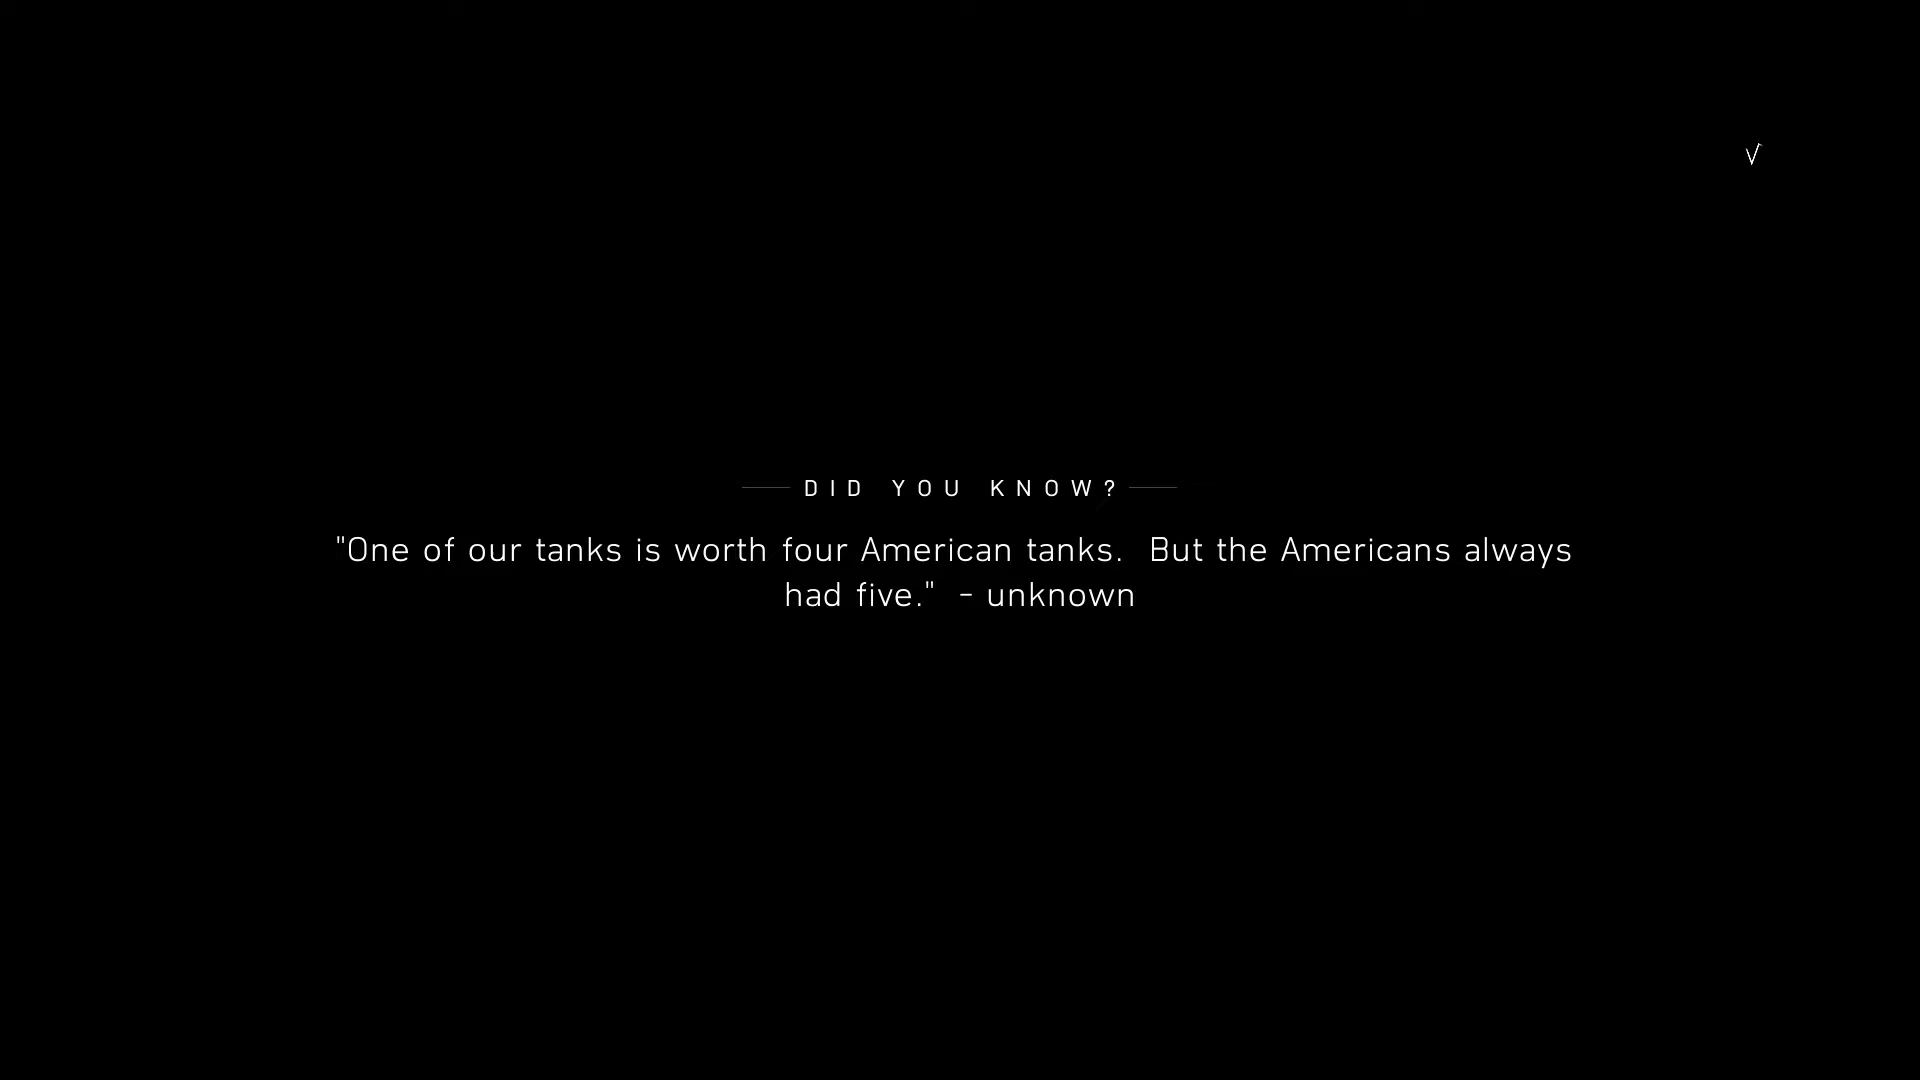 √
DID YOU KNOW?
"One of our tanks is worth four American tanks.  But the Americans always
had five."  - unknown